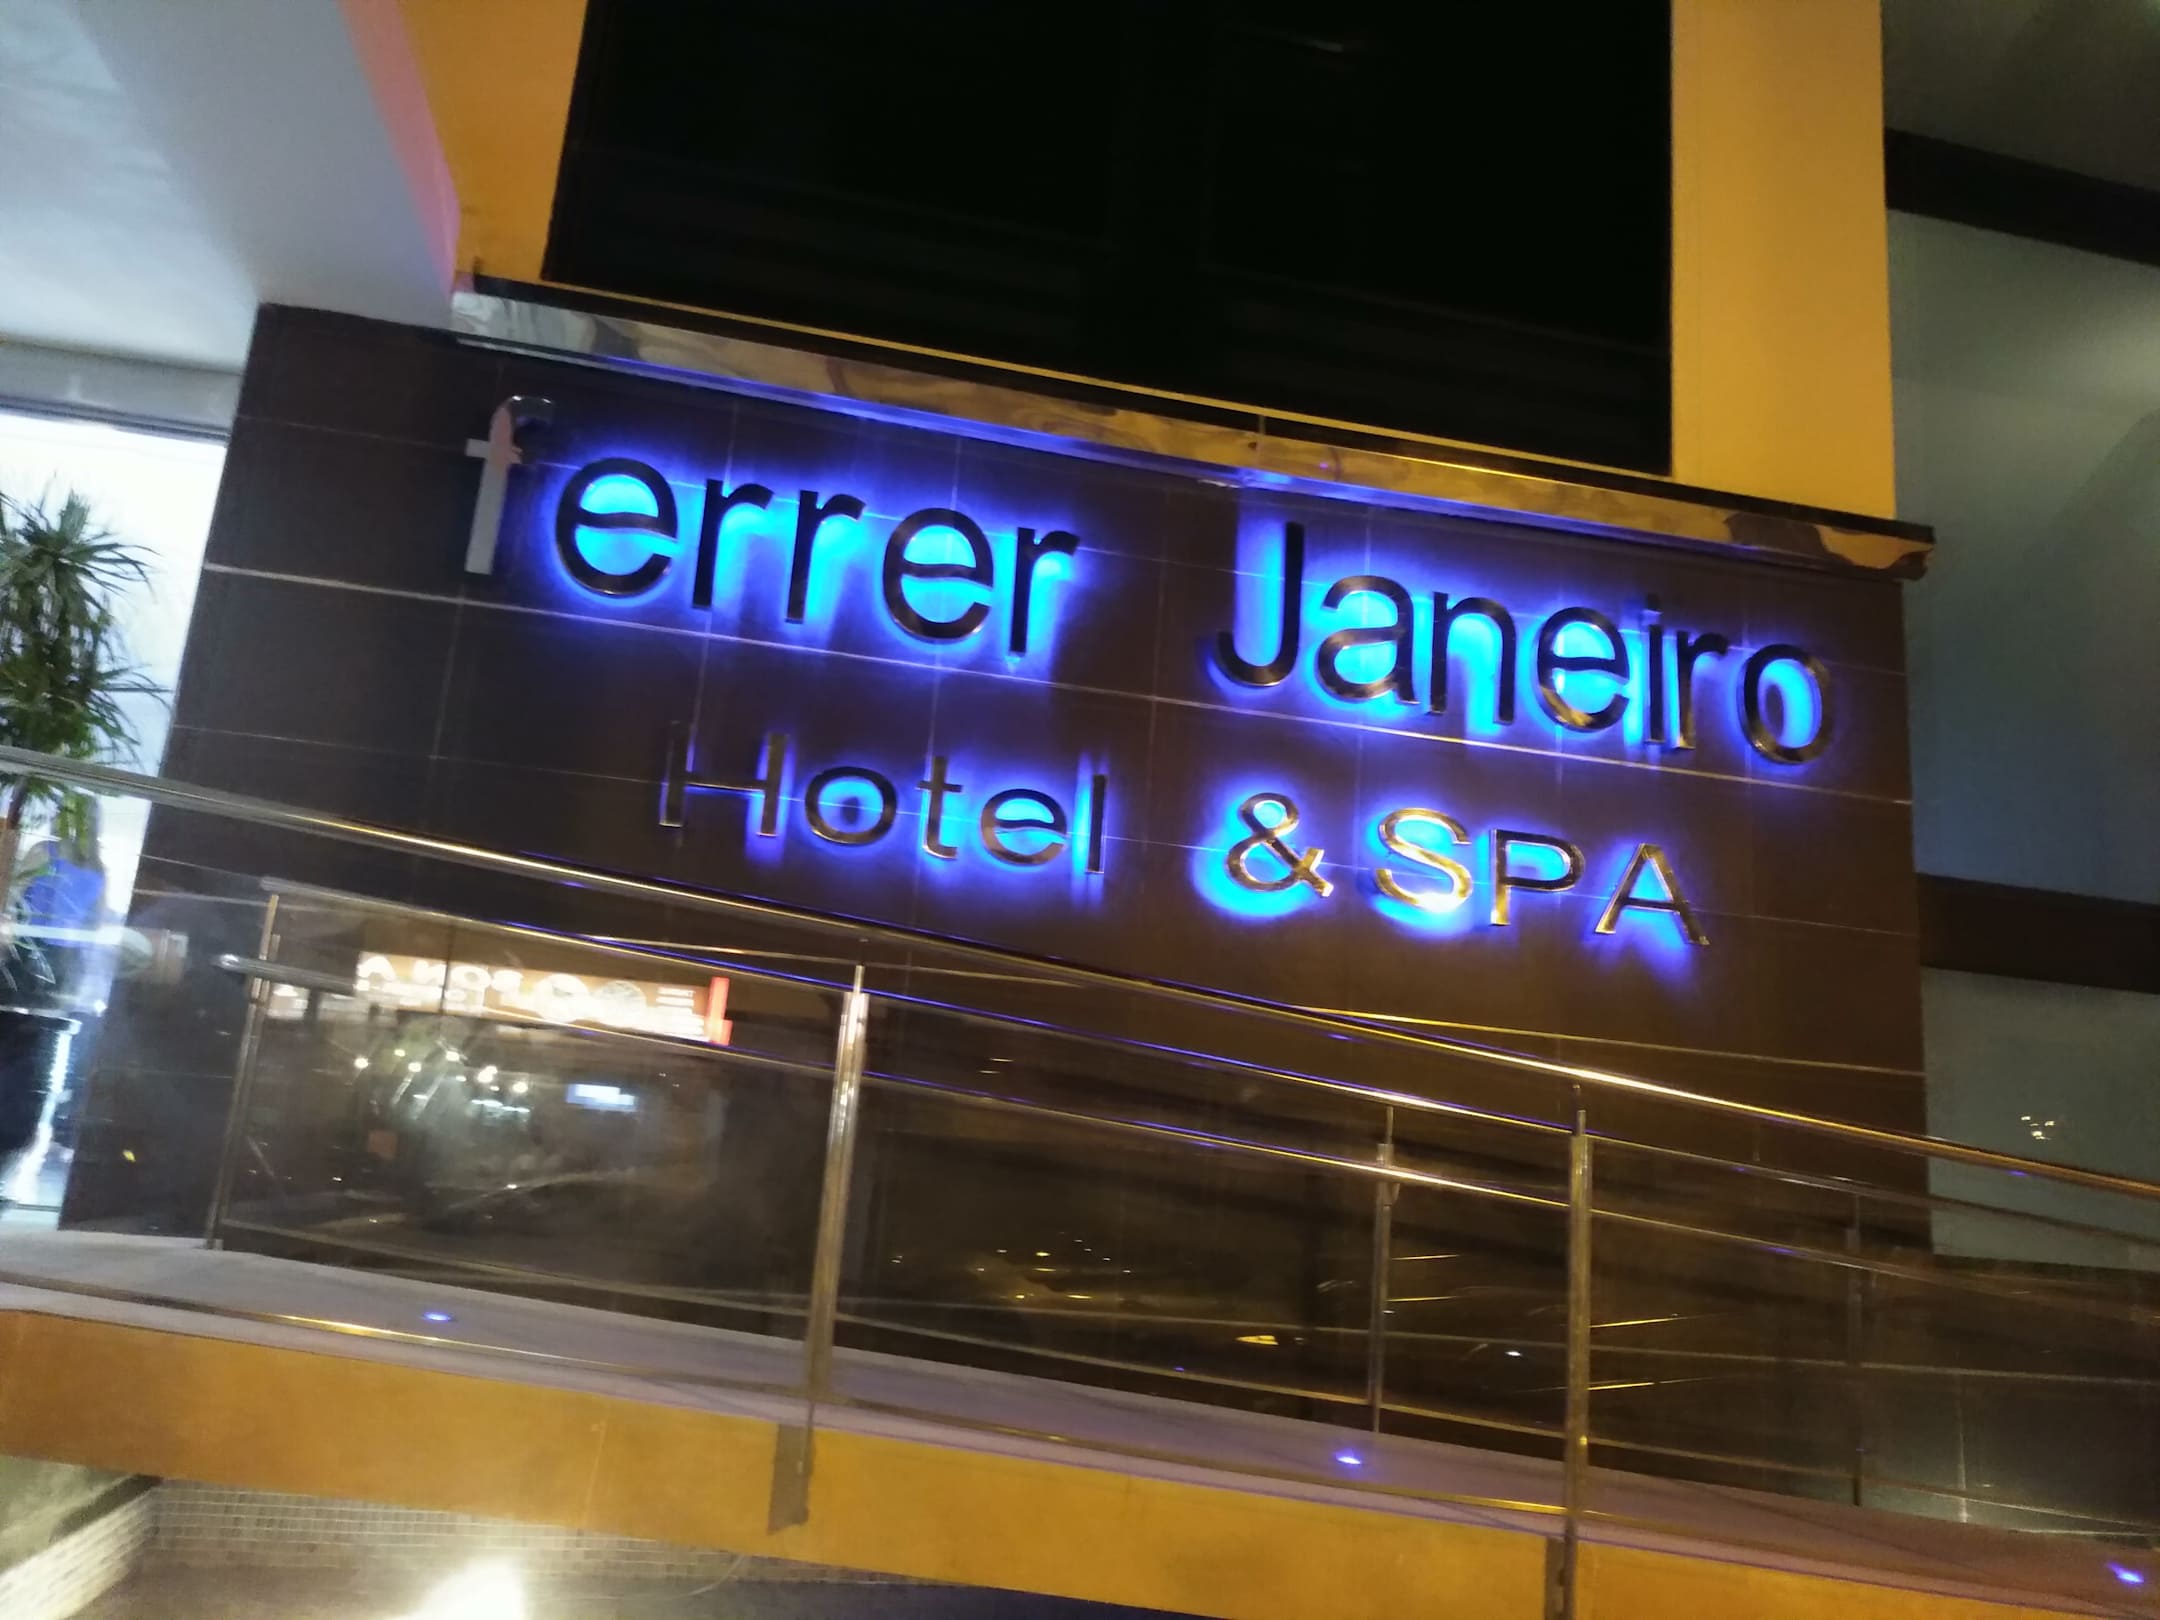 ferrer Janeiro
Hotel & SPA